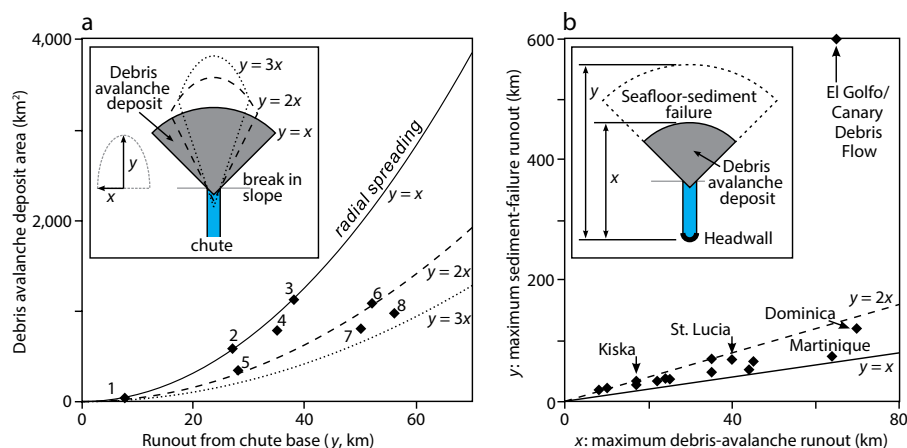 a
4,000
2,000
0
Debris avalanche deposit area (km²)
0
20
40
60
Runout from chute base (y, km)
Debris
avalanche
deposit
y = 3x
y = 2x
y = x
y
x
break in
slope
chute
radial spreading
y = x
y = 2x
y = 3x
1
2
3
4
5
6
7
8
b
600
400
200
0
y: maximum sediment-failure runout (km)
0
20
40
60
80
x: maximum debris-avalanche runout (km)
y
x
Seafloor-sediment
failure
Debris
avalanche
deposit
Headwall
El Golfo/
Canary
Debris
Flow
y = 2x
Dominica
St. Lucia
Kiska
Martinique
y = x